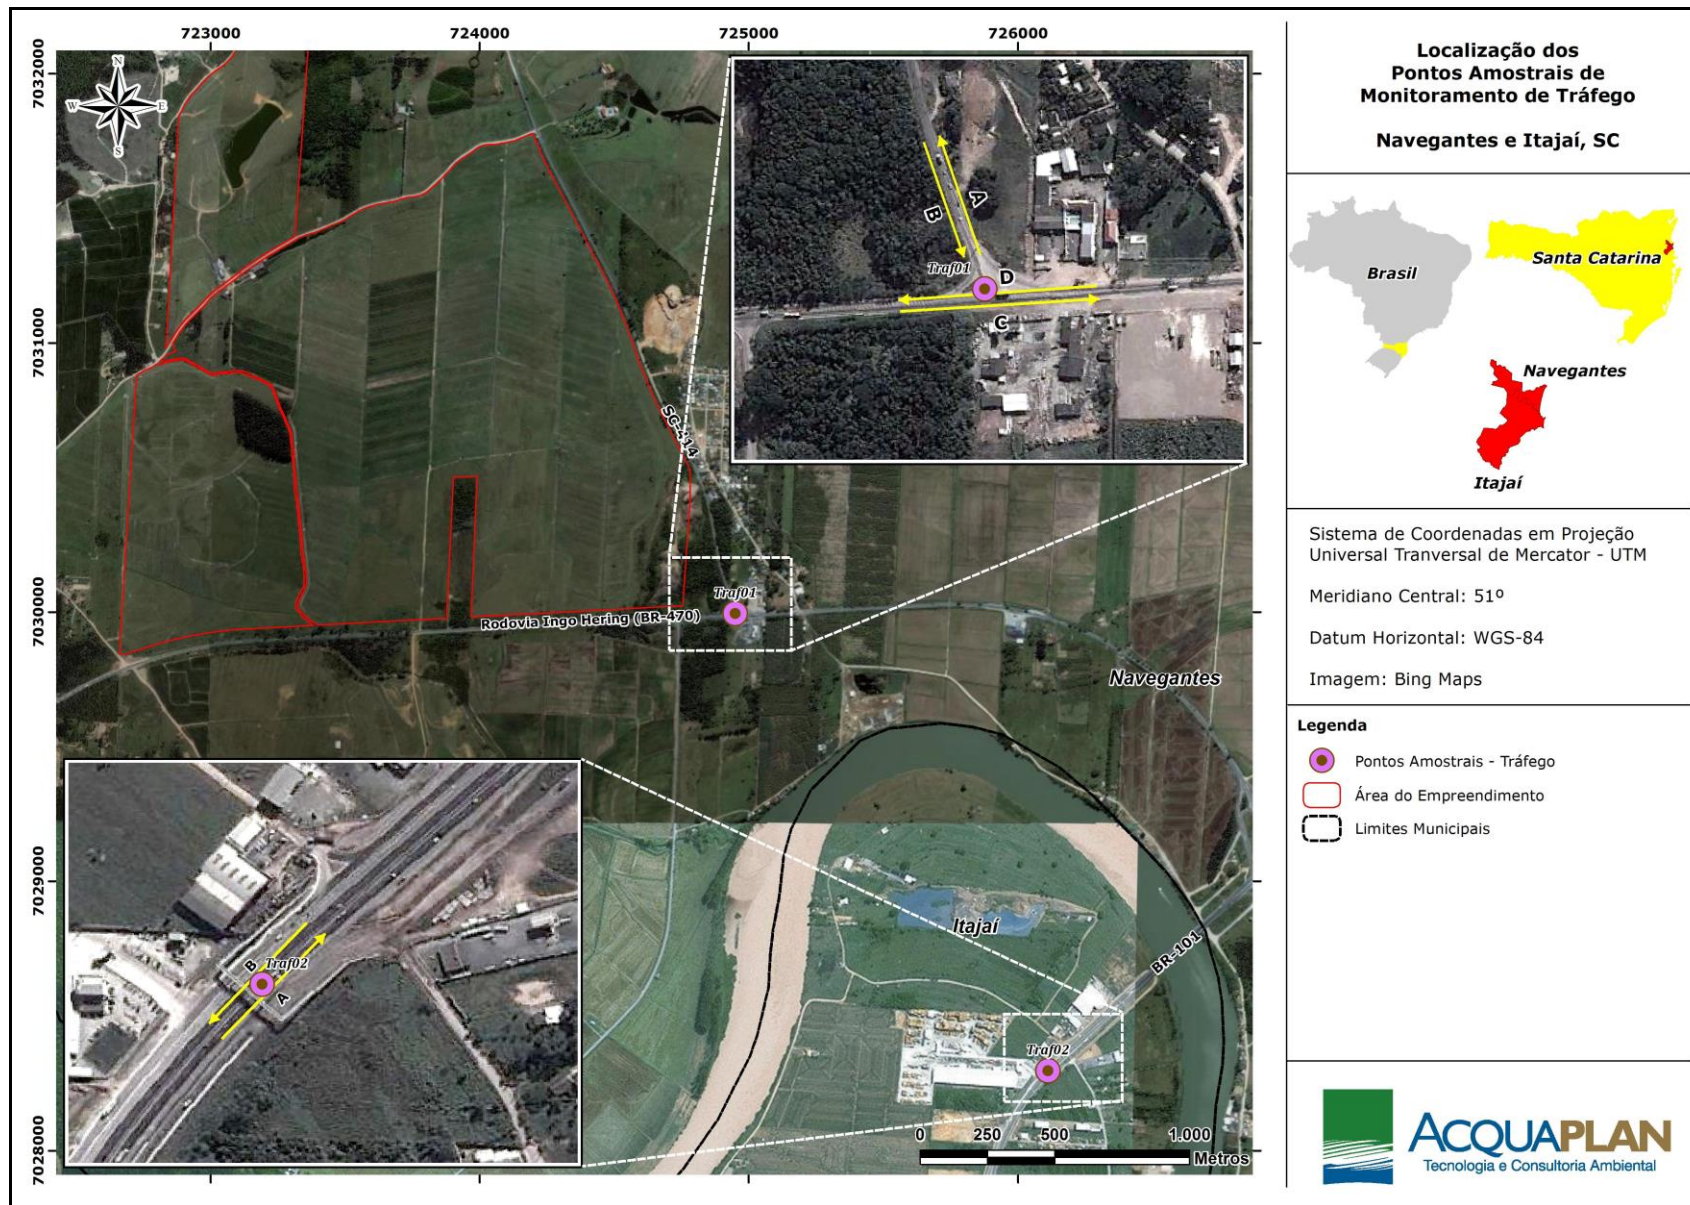 723000
724000
725000
726000
7032000
7031000
7030000
7029000
7028000
N
W
E
S
A
B
Traf01
D
C
SC-414
Traf01
Rodovia Ingo Hering (BR-470)
Navegantes
Itajaí
BR-101
Traf02
B
Traf02
A
0
250
500
1.000
Metros
Localização dos
Pontos Amostrais de
Monitoramento de Tráfego
Navegantes e Itajaí, SC
Brasil
Santa Catarina
Navegantes
Itajaí
Sistema de Coordenadas em Projeção
Universal Tranversal de Mercator - UTM
Meridiano Central: 51º
Datum Horizontal: WGS-84
Imagem: Bing Maps
Legenda
Pontos Amostrais - Tráfego
Área do Empreendimento
Limites Municipais
ACQUAPLAN
Tecnologia e Consultoria Ambiental